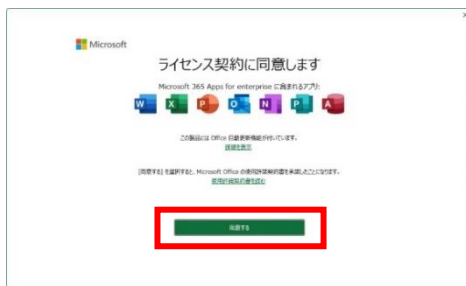 Microsoft
ライセンス契約に同意します
Microsoft 365 Apps for enterprise に含まれるアプリ:
W X P O N P A
この製品には Office 自動更新機能が付いています。
詳細を表示
[同意する] を選択すると、Microsoft Office の使用許諾契約書を承諾したことになります。
使用許諾契約書を読む
同意する